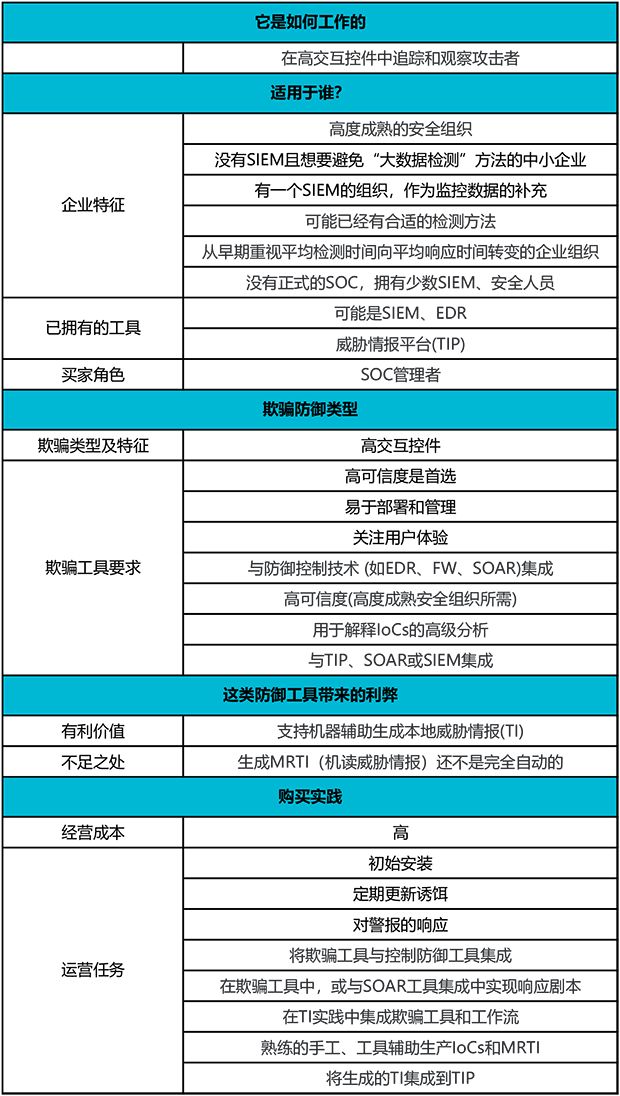 它是如何工作的
在高交互控件中追踪和观察攻击者
适用于谁？
企业特征
高度成熟的安全组织
没有SIEM且想要避免“大数据检测”方法的中小企业
有一个SIEM的组织，作为监控数据的补充
可能已经有合适的检测方法
从早期重视平均检测时间向平均响应时间转变的企业组织
没有正式的SOC，拥有少数SIEM、安全人员
已拥有的工具
可能是SIEM、EDR
威胁情报平台(TIP)
买家角色
SOC管理者
欺骗防御类型
欺骗类型及特征
高交互控件
欺骗工具要求
高可信度是首选
易于部署和管理
关注用户体验
与防御控制技术 (如EDR、FW、SOAR)集成
高可信度(高度成熟安全组织所需)
用于解释IoCs的高级分析
与TIP、SOAR或SIEM集成
这类防御工具带来的利弊
有利价值
支持机器辅助生成本地威胁情报(TI)
不足之处
生成MRTI（机读威胁情报）还不是完全自动的
购买实践
经营成本
高
运营任务
初始安装
定期更新诱饵
对警报的响应
将欺骗工具与控制防御工具集成
在欺骗工具中，或与SOAR工具集成中实现响应剧本
在TI实践中集成欺骗工具和工作流
熟练的手工、工具辅助生产IoCs和MRTI
将生成的TI集成到TIP